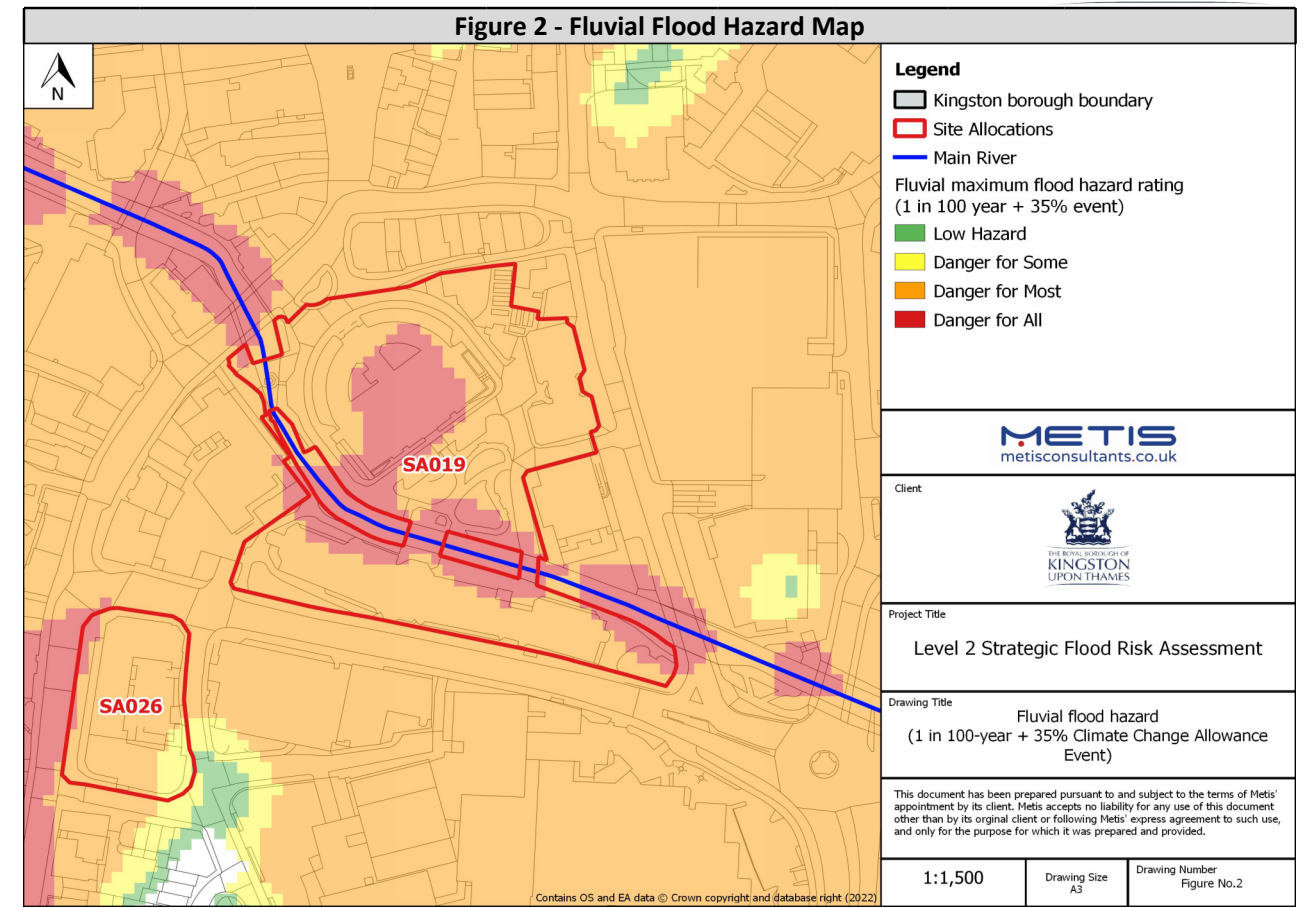 Figure 2 - Fluvial Flood Hazard Map
N
SA019
SA026
Contains OS and EA data © Crown copyright and database right (2022)
Legend
Kingston borough boundary
Site Allocations
Main River
Fluvial maximum flood hazard rating
(1 in 100 year + 35% event)
Low Hazard
Danger for Some
Danger for Most
Danger for All
METIS
metisconsultants.co.uk
Client
THE ROYAL BOROUGH OF
KINGSTON
UPON THAMES
Project Title
Level 2 Strategic Flood Risk Assessment
Drawing Title
Fluvial flood hazard
(1 in 100-year + 35% Climate Change Allowance
Event)
This document has been prepared pursuant to and subject to the terms of Metis'
appointment by its client. Metis accepts no liability for any use of this document
other than by its orginal client or following Metis' express agreement to such use,
and only for the purpose for which it was prepared and provided.
1:1,500
Drawing Size
A3
Drawing Number
Figure No.2